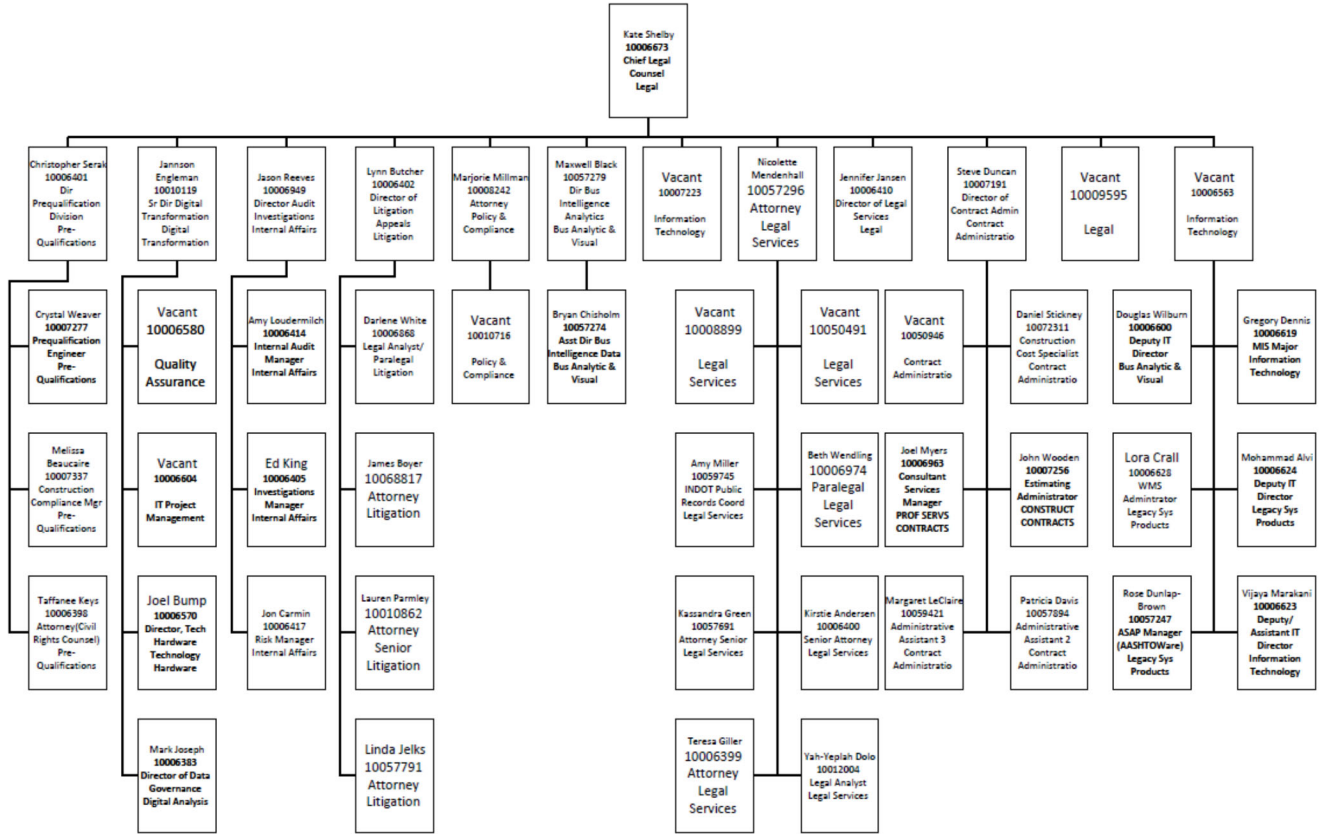 Kate Shelby
10006673
Chief Legal
Counsel
Legal
Christopher Serak
10006401
Dir
Prequalification
Division
Pre-
Qualifications
Jannson
Engleman
10010119
Sr Dir Digital
Transformation
Digital
Transformation
Jason Reeves
10006949
Director Audit
Investigations
Internal Affairs
Lynn Butcher
10006402
Director of
Litigation
Appeals
Litigation
Marjorie Millman
10008242
Attorney
Policy &
Compliance
Maxwell Black
10057279
Dir Bus
Intelligence
Analytics
Bus Analytic &
Visual
Vacant
10007223
Information
Technology
Nicolette
Mendenhall
10057296
Attorney
Legal
Services
Jennifer Jansen
10006410
Director of Legal
Services
Legal
Steve Duncan
10007191
Director of
Contract Admin
Contract
Administratio
Vacant
10009595
Legal
Vacant
10006563
Information
Technology
Crystal Weaver
10007277
Prequalification
Engineer
Pre-
Qualifications
Vacant
10006580
Quality
Assurance
Amy Loudermilch
10006414
Internal Audit
Manager
Internal Affairs
Darlene White
10006868
Legal Analyst/
Paralegal
Litigation
Vacant
10010716
Policy &
Compliance
Bryan Chisholm
10057274
Asst Dir Bus
Intelligence Data
Bus Analytic &
Visual
Vacant
10008899
Legal
Services
Vacant
10050491
Legal
Services
Vacant
10050946
Contract
Administratio
Daniel Stickney
10072311
Construction
Cost Specialist
Contract
Administratio
Douglas Wilburn
10006600
Deputy IT
Director
Bus Analytic &
Visual
Gregory Dennis
10006619
MIS Major
Information
Technology
Melissa
Beaucaire
10007337
Construction
Compliance Mgr
Pre-
Qualifications
Vacant
10006604
IT Project
Management
Ed King
10006405
Investigations
Manager
Internal Affairs
James Boyer
10068817
Attorney
Litigation
Amy Miller
10059745
INDOT Public
Records Coord
Legal Services
Beth Wendling
10006974
Paralegal
Legal
Services
Joel Myers
10006963
Consultant
Services
Manager
PROF SERVS
CONTRACTS
John Wooden
10007256
Estimating
Administrator
CONSTRUCT
CONTRACTS
Lora Crall
10006628
WMS
Admintrator
Legacy Sys
Products
Mohammad Alvi
10006624
Deputy IT
Director
Legacy Sys
Products
Taffanee Keys
10006398
Attorney(Civil
Rights Counsel)
Pre-
Qualifications
Joel Bump
10006570
Director, Tech
Hardware
Technology
Hardware
Jon Carmin
10006417
Risk Manager
Internal Affairs
Lauren Parmley
10010862
Attorney
Senior
Litigation
Kassandra Green
10057691
Attorney Senior
Legal Services
Kirstie Andersen
10006400
Senior Attorney
Legal Services
Margaret LeClaire
10059421
Administrative
Assistant 3
Contract
Administratio
Patricia Davis
10057894
Administrative
Assistant 2
Contract
Administratio
Rose Dunlap-
Brown
10057247
ASAP Manager
(AASHTOWare)
Legacy Sys
Products
Vijaya Marakani
10006623
Deputy/
Assistant IT
Director
Information
Technology
Mark Joseph
10006383
Director of Data
Governance
Digital Analysis
Linda Jelks
10057791
Attorney
Litigation
Teresa Giller
10006399
Attorney
Legal
Services
Yah-Yeplah Dolo
10012004
Legal Analyst
Legal Services